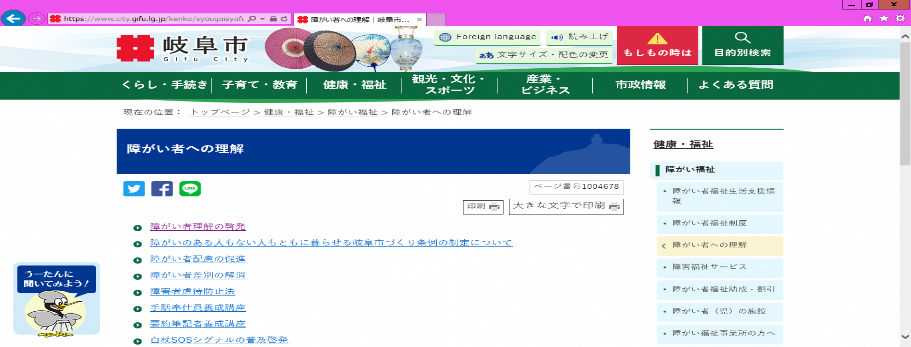 https://www.city.gifu.lg.jp/kenko/syougaisyafu
障がい者への理解｜岐阜市...
岐阜市
Gifu City
Foreign language
読み上げ
文字サイズ・配色の変更
もしもの時は
目的別検索
くらし・手続き
子育て・教育
健康・福祉
観光・文化・
スポーツ
産業・
ビジネス
市政情報
よくある質問
現在の位置： トップページ > 健康・福祉 > 障がい福祉 > 障がい者への理解
障がい者への理解
ページ番号1004678
印刷
大きな文字で印刷
障がい者理解の啓発
障がいのある人もない人もともに暮らせる岐阜市づくり条例の制定について
障がい者配慮の促進
障がい者差別の解消
障害者虐待防止法
手話奉仕員養成講座
要約筆記者養成講座
白杖SOSシグナルの普及啓発
健康・福祉
障がい福祉
障がい者福祉生活支援情
報
障がい者福祉制度
障がい者への理解
障害福祉サービス
障がい者福祉助成・割引
障がい者（児）の施設
障がい福祉事業所の方へ
うーたんに
聞いてみよう！